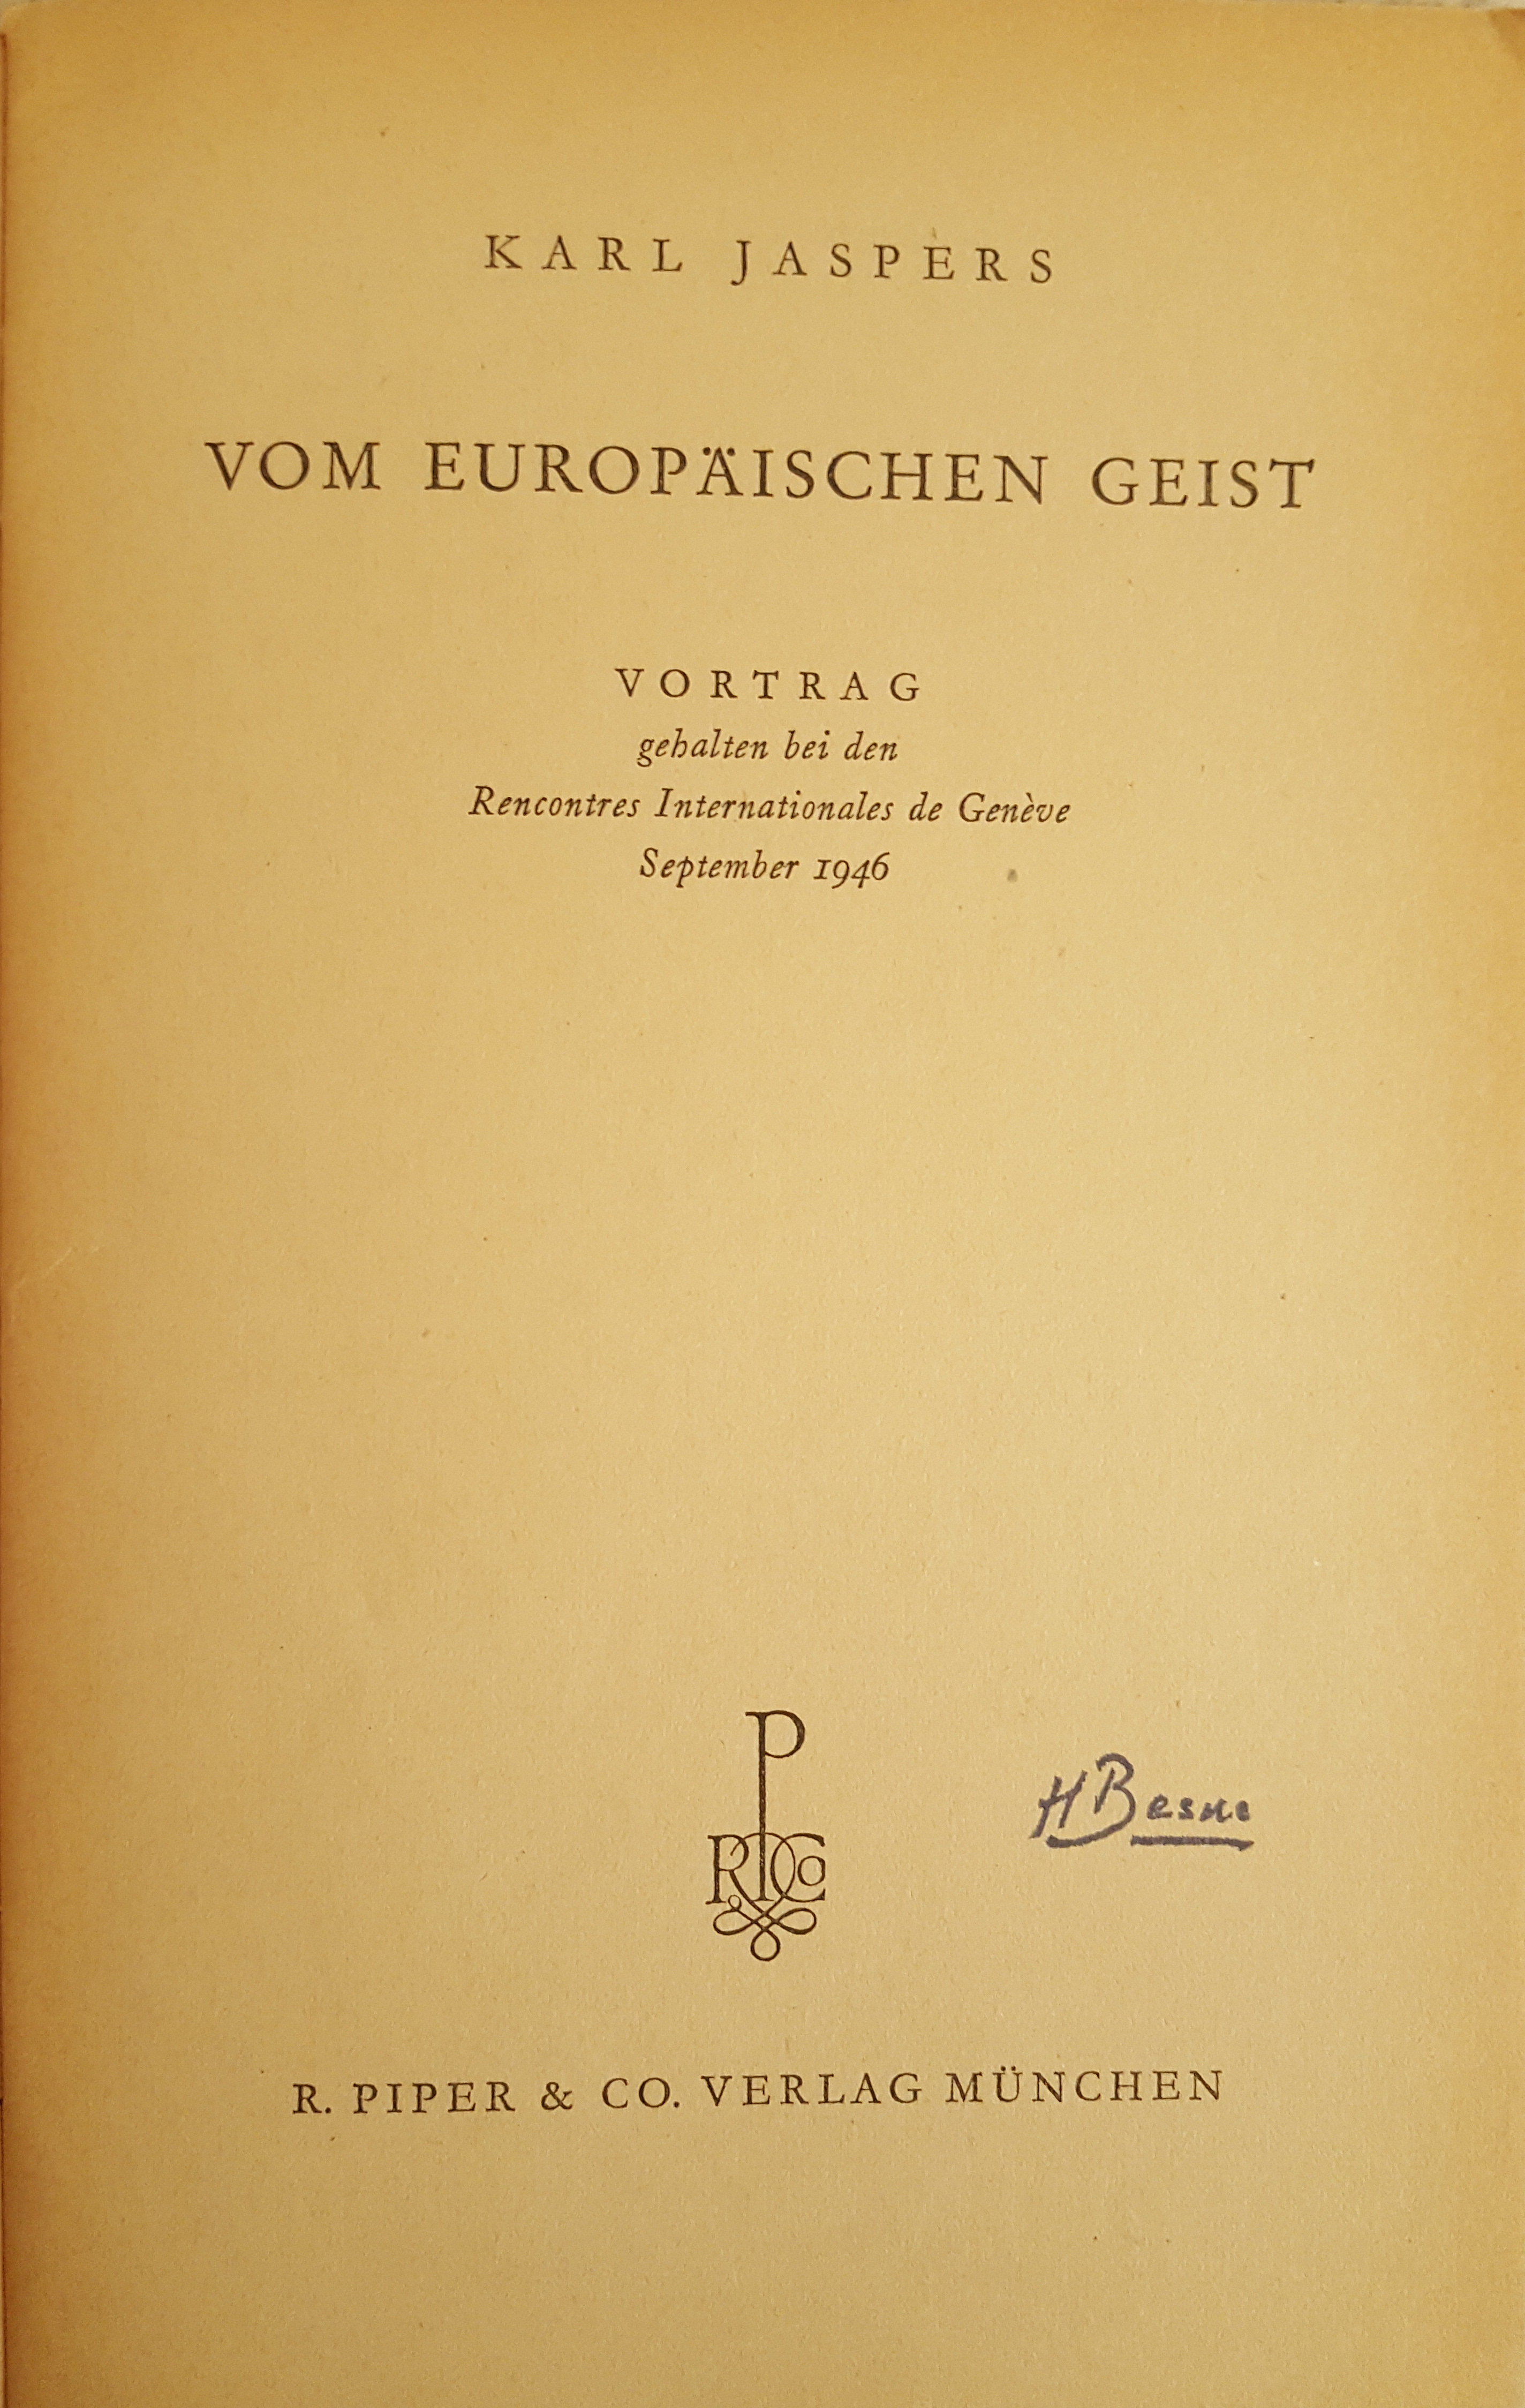 KARL JASPERS
VOM EUROPÄISCHEN GEIST
VORTRAG
gehalten bei den
Rencontres Internationales de Genève
September 1946
P
R Co
H
R. PIPER & CO. VERLAG MÜNCHEN